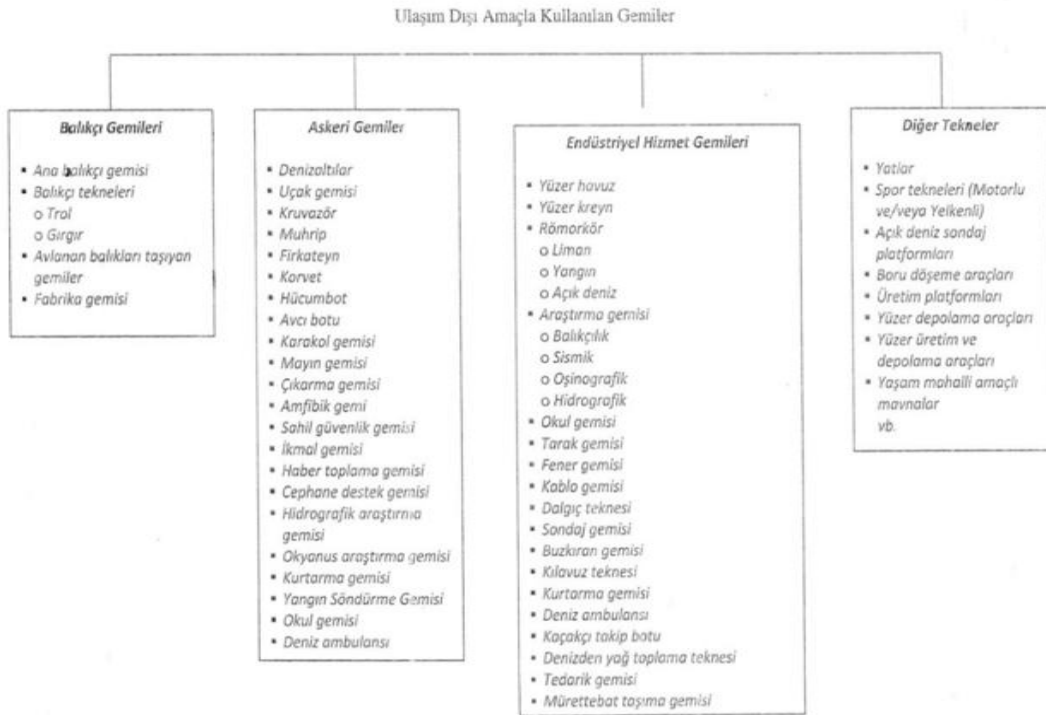 Ulaşım Dışı Amaçla Kullanılan Gemiler
Balıkçı Gemileri
▪ Ana balıkçı gemisi
▪ Balıkçı tekneleri
o Trol
o Gırgır
▪ Avlanan balıkları taşıyan
gemiler
▪ Fabrika gemisi
Askeri Gemiler
▪ Denizaltılar
▪ Uçak gemisi
▪ Kruvazör
▪ Muhrip
▪ Firkateyn
▪ Korvet
▪ Hücumbot
▪ Avcı botu
▪ Karakol gemisi
▪ Mayın gemisi
▪ Çıkarma gemisi
▪ Amfibik gemi
▪ Sahil güvenlik gemisi
▪ İkmal gemisi
▪ Haber toplama gemisi
▪ Cephane destek gemisi
▪ Hidrografik araştırma
gemisi
▪ Okyanus araştırma gemisi
▪ Kurtarma gemisi
▪ Yangın Söndürme Gemisi
▪ Okul gemisi
▪ Deniz ambulansı
Endüstriyel Hizmet Gemileri
▪ Yüzer havuz
▪ Yüzer kreyn
▪ Römorkör
o Liman
o Yangın
o Açık deniz
▪ Araştırma gemisi
o Balıkçılık
o Sismik
o Oşinografik
o Hidrografik
▪ Okul gemisi
▪ Tarak gemisi
▪ Fener gemisi
▪ Kablo gemisi
▪ Dalgıç teknesi
▪ Sondaj gemisi
▪ Buzkıran gemisi
▪ Kılavuz teknesi
▪ Kurtarma gemisi
▪ Deniz ambulansı
▪ Kaçakçı takip botu
▪ Denizden yağ toplama teknesi
▪ Tedarik gemisi
▪ Mürettebat taşıma gemisi
Diğer Tekneler
▪ Yatlar
▪ Spor tekneleri (Motorlu
ve/veya Yelkenli)
▪ Açık deniz sondaj
platformları
▪ Boru döşeme araçları
▪ Üretim platformları
▪ Yüzer depolama araçları
▪ Yüzer üretim ve
depolama araçları
▪ Yaşam mahalli amaçlı
mavnalar
vb.